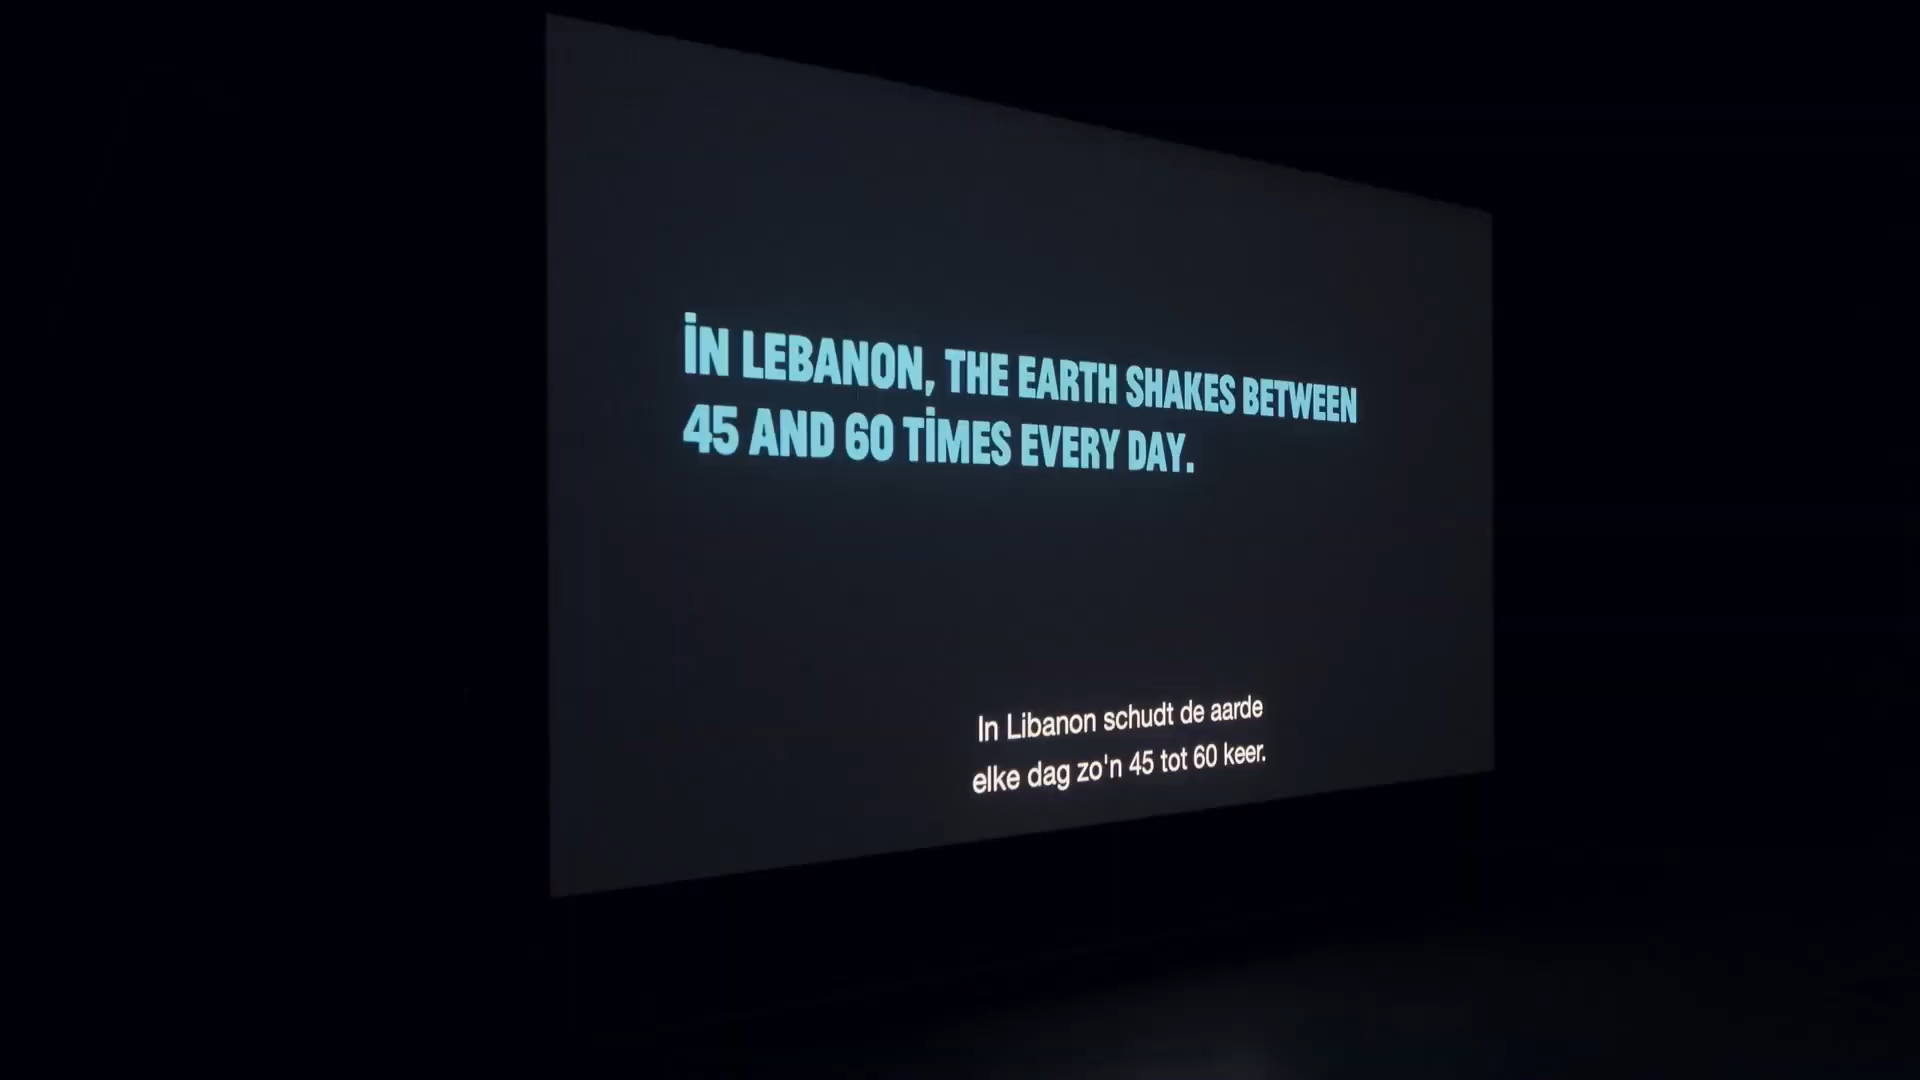 İN LEBANON, THE EARTH SHAKES BETWEEN
45 AND 60 TİMES EVERY DAY.
In Libanon schudt de aarde
elke dag zo'n 45 tot 60 keer.